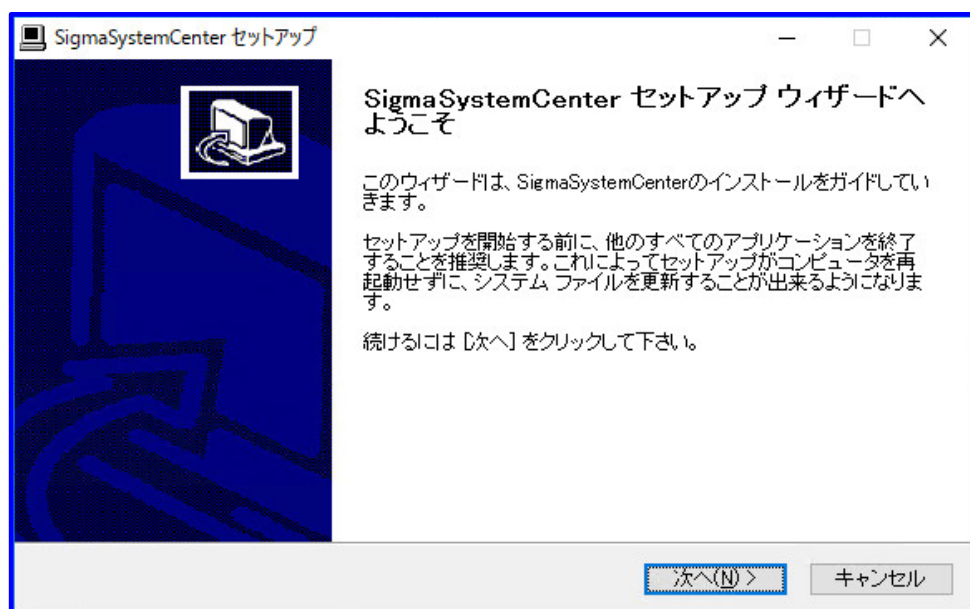 SigmaSystemCenter セットアップ
SigmaSystemCenter セットアップ ウィザードへ
ようこそ
このウィザードは、SigmaSystemCenterのインストールをガイドしてい
きます。
セットアップを開始する前に、他のすべてのアプリケーションを終了
することを推奨します。これによってセットアップがコンピュータを再
起動せずに、システム ファイルを更新することが出来るようになりま
す。
続けるには [次へ] をクリックして下さい。
次へ(N) >
キャンセル